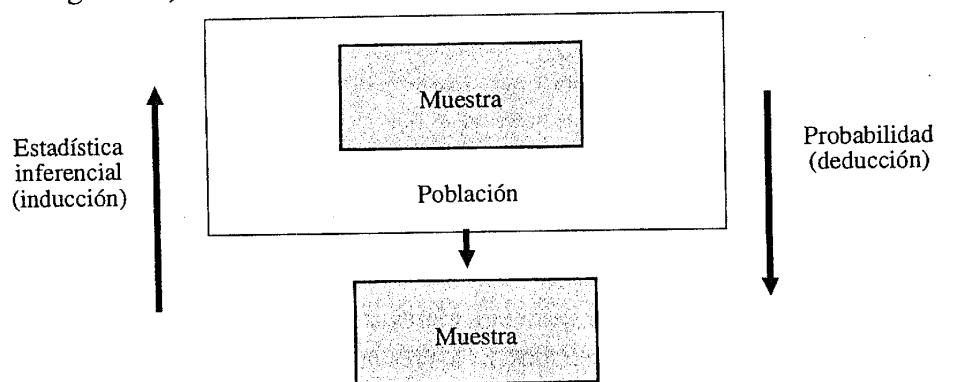 Muestra
Estadística
inferencial
(inducción)
Probabilidad
(deducción)
Población
Muestra